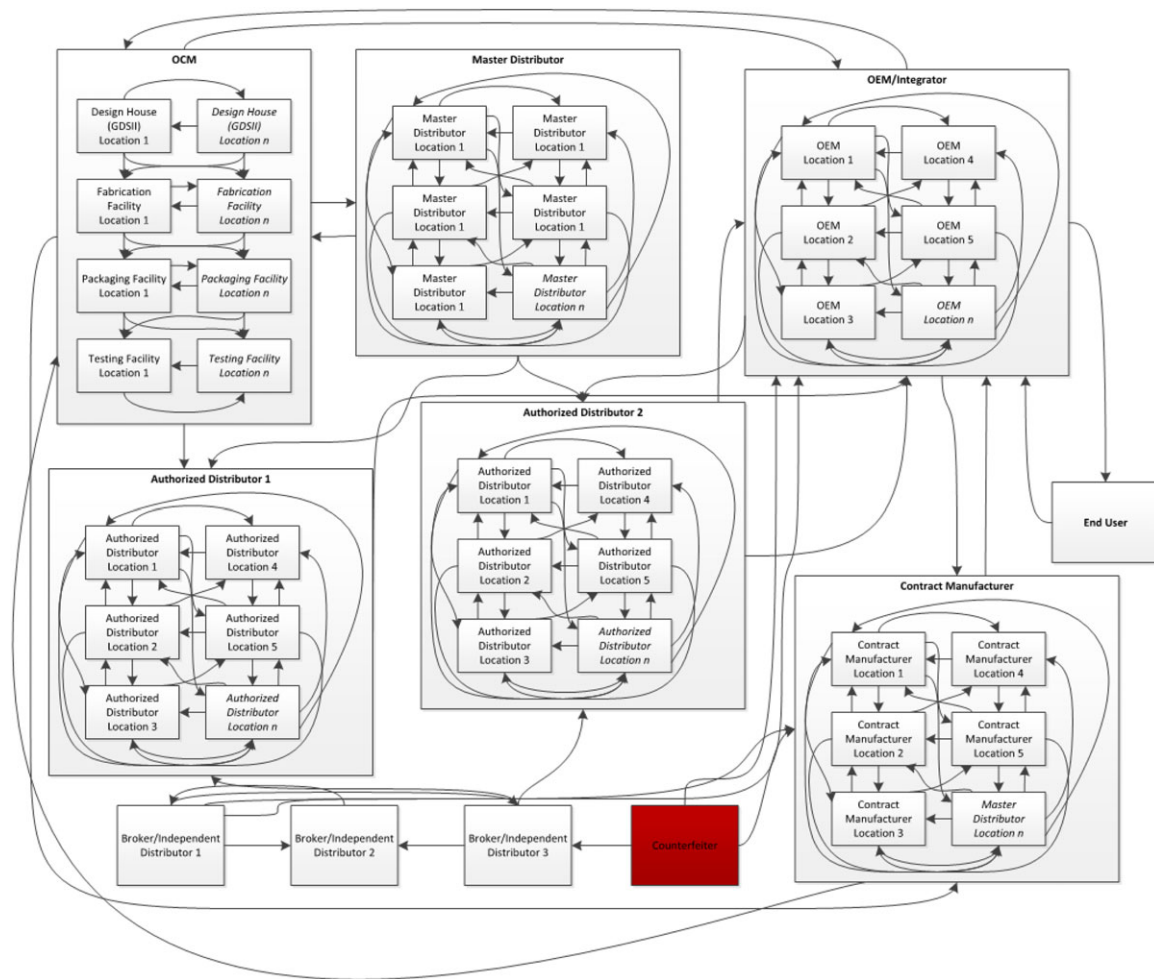 OCM
Design House
(GDSII)
Location 1
Design House
(GDSII)
Location n
Fabrication
Facility
Location 1
Fabrication
Facility
Location n
Packaging Facility
Location 1
Packaging Facility
Location n
Testing Facility
Location 1
Testing Facility
Location n
Master Distributor
Master
Distributor
Location 1
Master
Distributor
Location 1
Master
Distributor
Location 1
Master
Distributor
Location 1
Master
Distributor
Location 1
Master
Distributor
Location n
OEM/Integrator
OEM
Location 1
OEM
Location 4
OEM
Location 2
OEM
Location 5
OEM
Location 3
OEM
Location n
Authorized Distributor 1
Authorized
Distributor
Location 1
Authorized
Distributor
Location 4
Authorized
Distributor
Location 2
Authorized
Distributor
Location 5
Authorized
Distributor
Location 3
Authorized
Distributor
Location n
Authorized Distributor 2
Authorized
Distributor
Location 1
Authorized
Distributor
Location 4
Authorized
Distributor
Location 2
Authorized
Distributor
Location 5
Authorized
Distributor
Location 3
Authorized
Distributor
Location n
End User
Contract Manufacturer
Contract
Manufacturer
Location 1
Contract
Manufacturer
Location 4
Contract
Manufacturer
Location 2
Contract
Manufacturer
Location 5
Contract
Manufacturer
Location 3
Master
Distributor
Location n
Broker/Independent
Distributor 1
Broker/Independent
Distributor 2
Broker/Independent
Distributor 3
Counterfeiter